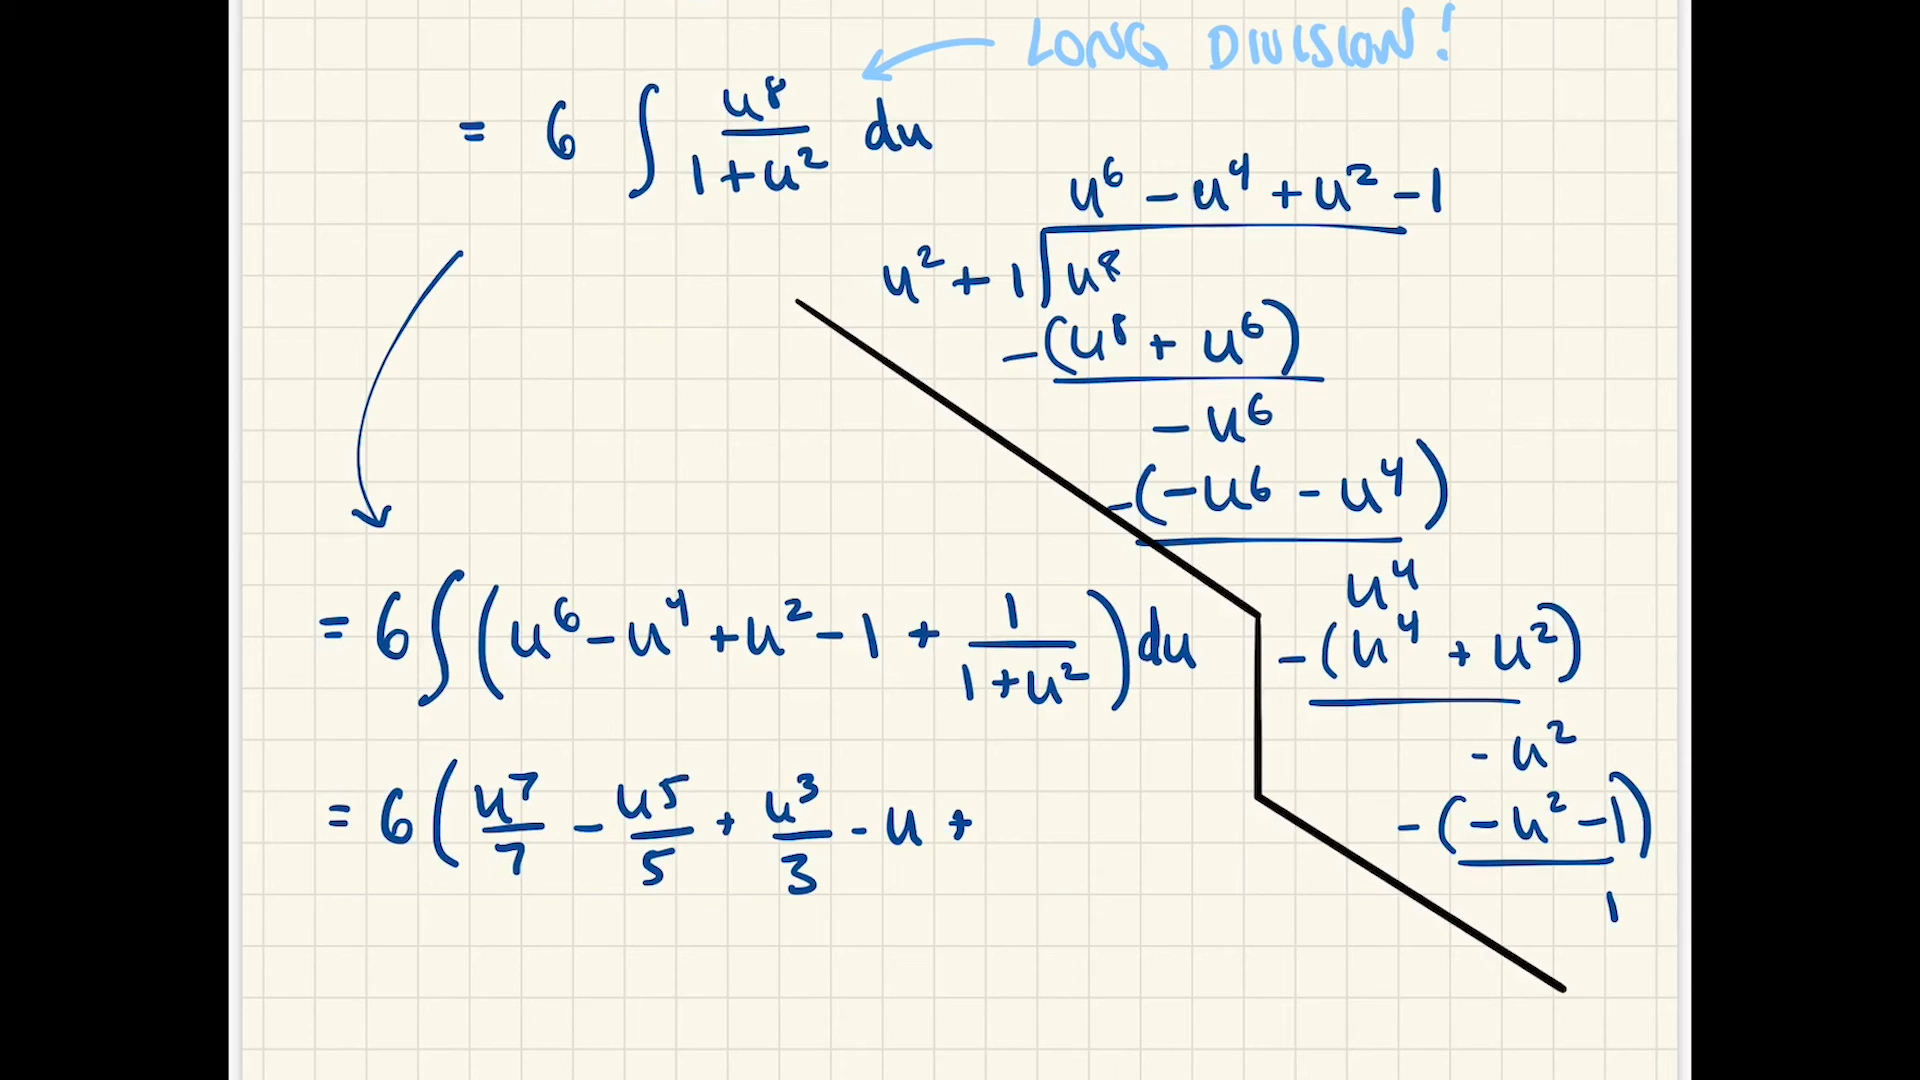 LONG DIVISION!
= 6 ∫ u⁸/(1+u²) du
u⁶ - u⁴ + u² - 1
u² + 1 ) u⁸
-(u⁸ + u⁶)
- u⁶
-(-u⁶ - u⁴)
u⁴
= 6 ∫ (u⁶ - u⁴ + u² - 1 + 1/(1+u²)) du
-(u⁴ + u²)
- u²
= 6 (u⁷/7 - u⁵/5 + u³/3 - u +
-(-u² - 1)
1